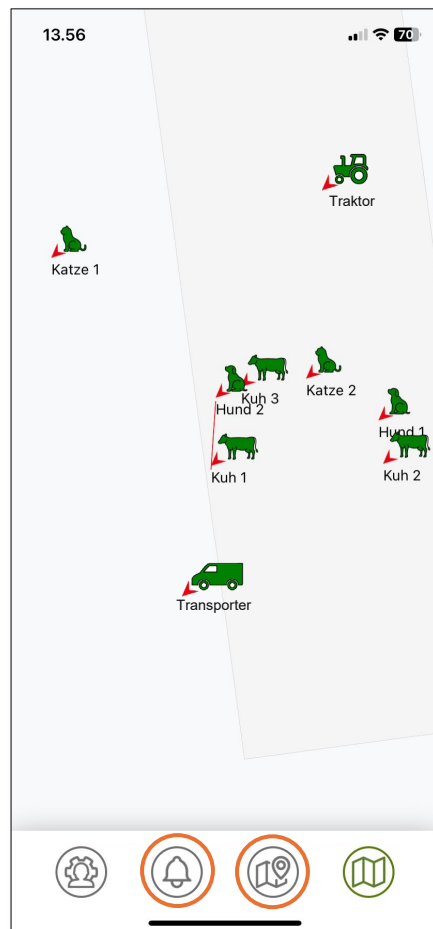 13.56
70
Traktor
Katze 1
Katze 2
Kuh 3
Hund 2
Hund 1
Kuh 1
Kuh 2
Transporter